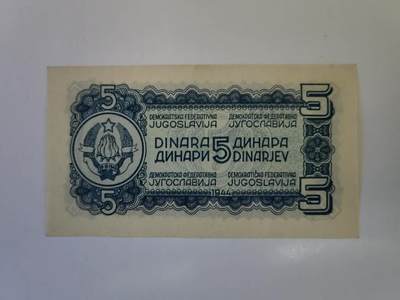 5 5
DEMOKRATSKA FEDERATIVNA ДЕМОКРАТСКА ФЕДЕРАТИВНА
JUGOSLAVIJA ЈУГОСЛАВИЈА
DINARA 5 ДИНАРА
ДИНАРИ DINARJEV
ДЕМОКРАТСКА ФЕДЕРАТИВНА DEMOKRATIČNA FEDERATIVNA
ЈУГОСЛАВИЈА JUGOSLAVIJA
5 1944 5